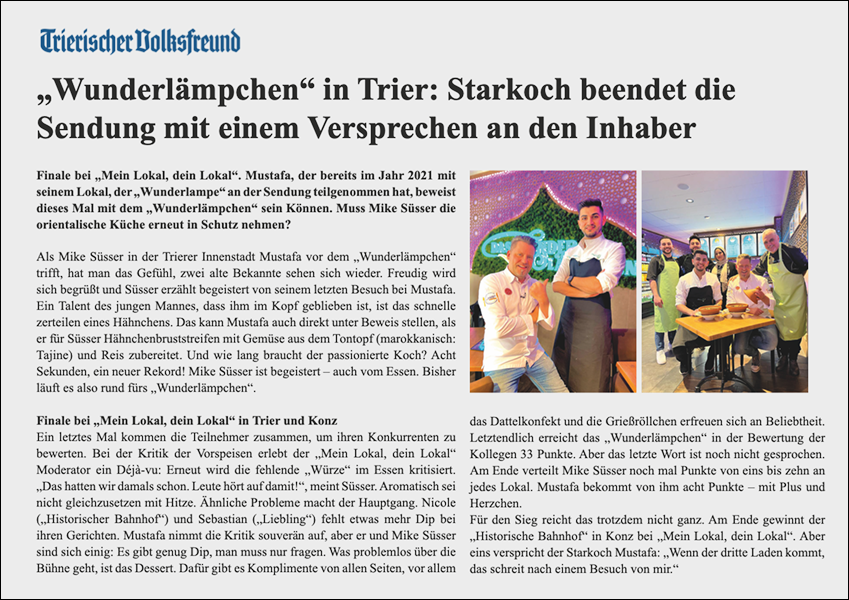 Trierischer Volksfreund
„Wunderlämpchen“ in Trier: Starkoch beendet die
Sendung mit einem Versprechen an den Inhaber
Finale bei „Mein Lokal, dein Lokal“. Mustafa, der bereits im Jahr 2021 mit
seinem Lokal, der „Wunderlampe“ an der Sendung teilgenommen hat, beweist
dieses Mal mit dem „Wunderlämpchen“ sein Können. Muss Mike Süsser die
orientalische Küche erneut in Schutz nehmen?
Als Mike Süsser in der Trierer Innenstadt Mustafa vor dem „Wunderlämpchen“
trifft, hat man das Gefühl, zwei alte Bekannte sehen sich wieder. Freudig wird
sich begrüßt und Süsser erzählt begeistert von seinem letzten Besuch bei Mustafa.
Ein Talent des jungen Mannes, dass ihm im Kopf geblieben ist, ist das schnelle
zerteilen eines Hähnchens. Das kann Mustafa auch direkt unter Beweis stellen, als
er für Süsser Hähnchenbruststreifen mit Gemüse aus dem Tontopf (marokkanisch:
Tajine) und Reis zubereitet. Und wie lang braucht der passionierte Koch? Acht
Sekunden, ein neuer Rekord! Mike Süsser ist begeistert – auch vom Essen. Bisher
läuft es also rund fürs „Wunderlämpchen“.
Finale bei „Mein Lokal, dein Lokal“ in Trier und Konz
Ein letztes Mal kommen die Teilnehmer zusammen, um ihren Konkurrenten zu
bewerten. Bei der Kritik der Vorspeisen erlebt der „Mein Lokal, dein Lokal“
Moderator ein Déjà-vu: Erneut wird die fehlende „Würze“ im Essen kritisiert.
„Das hatten wir damals schon. Leute hört auf damit!“, meint Süsser. Aromatisch sei
nicht gleichzusetzen mit Hitze. Ähnliche Probleme macht der Hauptgang. Nicole
(„Historischer Bahnhof“) und Sebastian („Liebling“) fehlt etwas mehr Dip bei
ihren Gerichten. Mustafa nimmt die Kritik souverän auf, aber er und Mike Süsser
sind sich einig: Es gibt genug Dip, man muss nur fragen. Was problemlos über die
Bühne geht, ist das Dessert. Dafür gibt es Komplimente von allen Seiten, vor allem
das Dattelkonfekt und die Grießröllchen erfreuen sich an Beliebtheit.
Letztendlich erreicht das „Wunderlämpchen“ in der Bewertung der
Kollegen 33 Punkte. Aber das letzte Wort ist noch nicht gesprochen.
Am Ende verteilt Mike Süsser noch mal Punkte von eins bis zehn an
jedes Lokal. Mustafa bekommt von ihm acht Punkte – mit Plus und
Herzchen.
Für den Sieg reicht das trotzdem nicht ganz. Am Ende gewinnt der
„Historische Bahnhof“ in Konz bei „Mein Lokal, dein Lokal“. Aber
eins verspricht der Starkoch Mustafa: „Wenn der dritte Laden kommt,
das schreit nach einem Besuch von mir.“